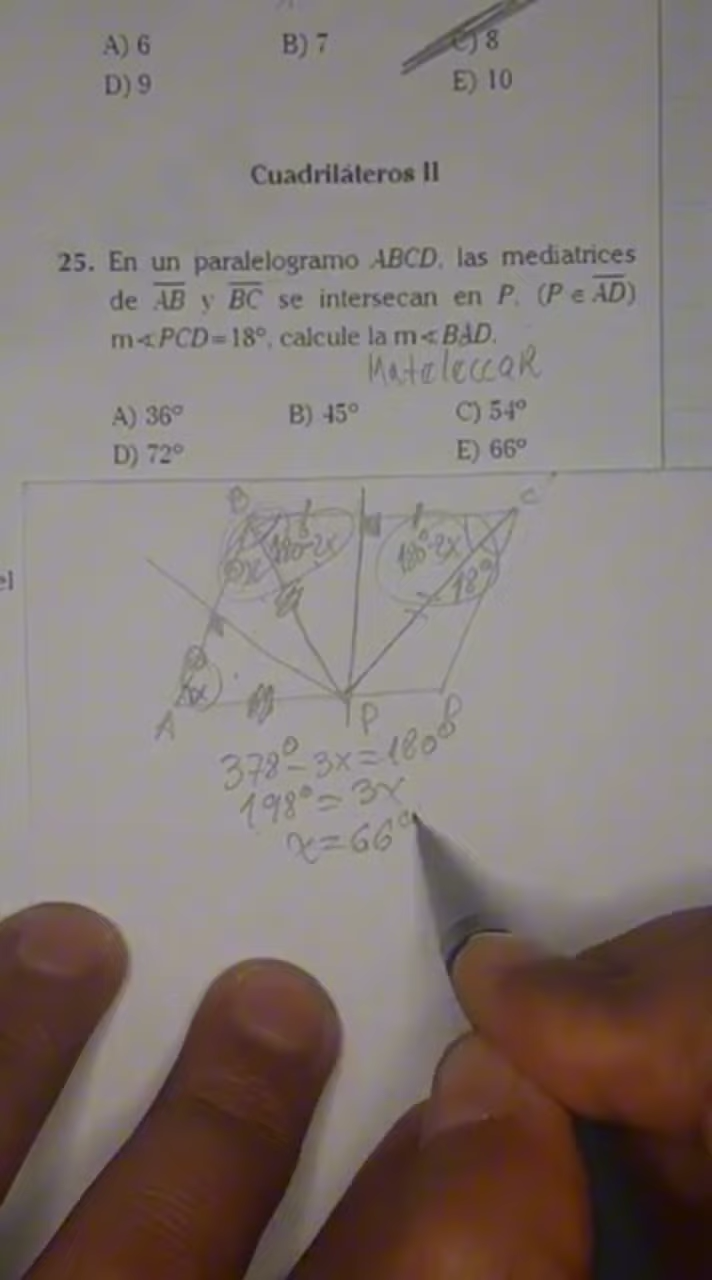 A) 6 B) 7 C) 8
D) 9 E) 10
Cuadriláteros II
25. En un paralelogramo ABCD, las mediatrices
de AB y BC se intersecan en P. (P ∈ AD)
m∢PCD=18°, calcule la m∢BAD.
MateleccaR
A) 36° B) 45° C) 54°
D) 72° E) 66°
el
B C
x 180-2x 180°-2x 18°
x
A P D
378°-3x=180°
198°=3x
x=66°